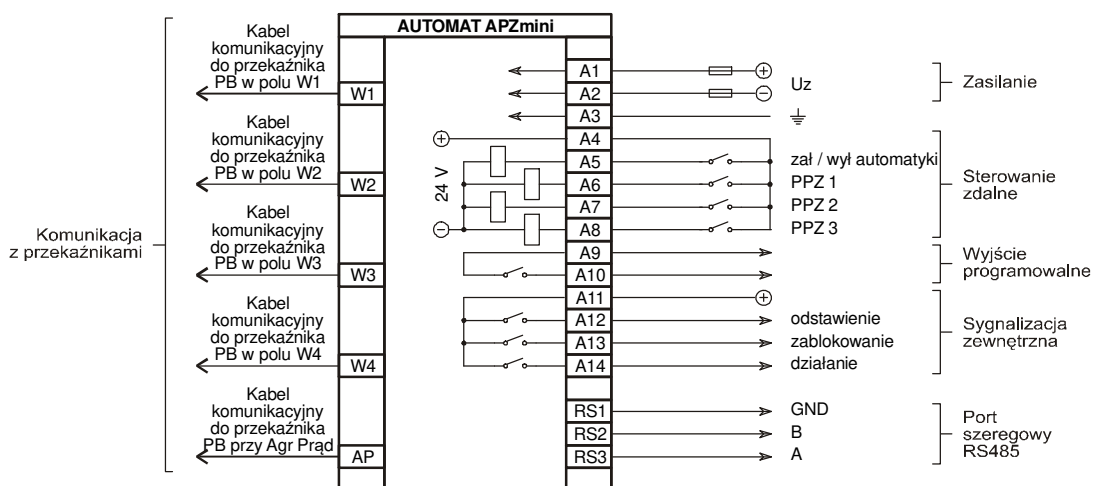 AUTOMAT APZmini
Komunikacja
z przekaźnikami
Kabel
komunikacyjny
do przekaźnika
PB w polu W1
W1
Kabel
komunikacyjny
do przekaźnika
PB w polu W2
W2
Kabel
komunikacyjny
do przekaźnika
PB w polu W3
W3
Kabel
komunikacyjny
do przekaźnika
PB w polu W4
W4
Kabel
komunikacyjny
do przekaźnika
PB przy Agr Prąd
AP
24 V
A1
A2
Uz
Zasilanie
A3
A4
A5 zał / wył automatyki
A6 PPZ 1
A7 PPZ 2
A8 PPZ 3
Sterowanie
zdalne
A9
A10
Wyjście
programowalne
A11
A12 odstawienie
A13 zablokowanie
A14 działanie
Sygnalizacja
zewnętrzna
RS1 GND
RS2 B
RS3 A
Port
szeregowy
RS485